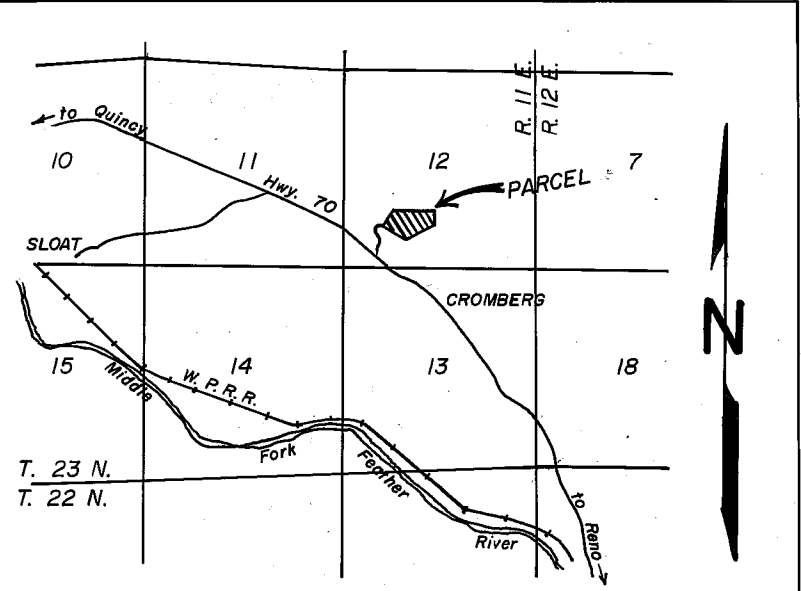 R. 11 E.
R. 12 E.
← to Quincy
10
11
12
7
Hwy. 70
PARCEL
SLOAT
CROMBERG
N
15
14
13
18
W. P. R. R.
Middle
Fork
Feather
River
T. 23 N.
T. 22 N.
to Reno →